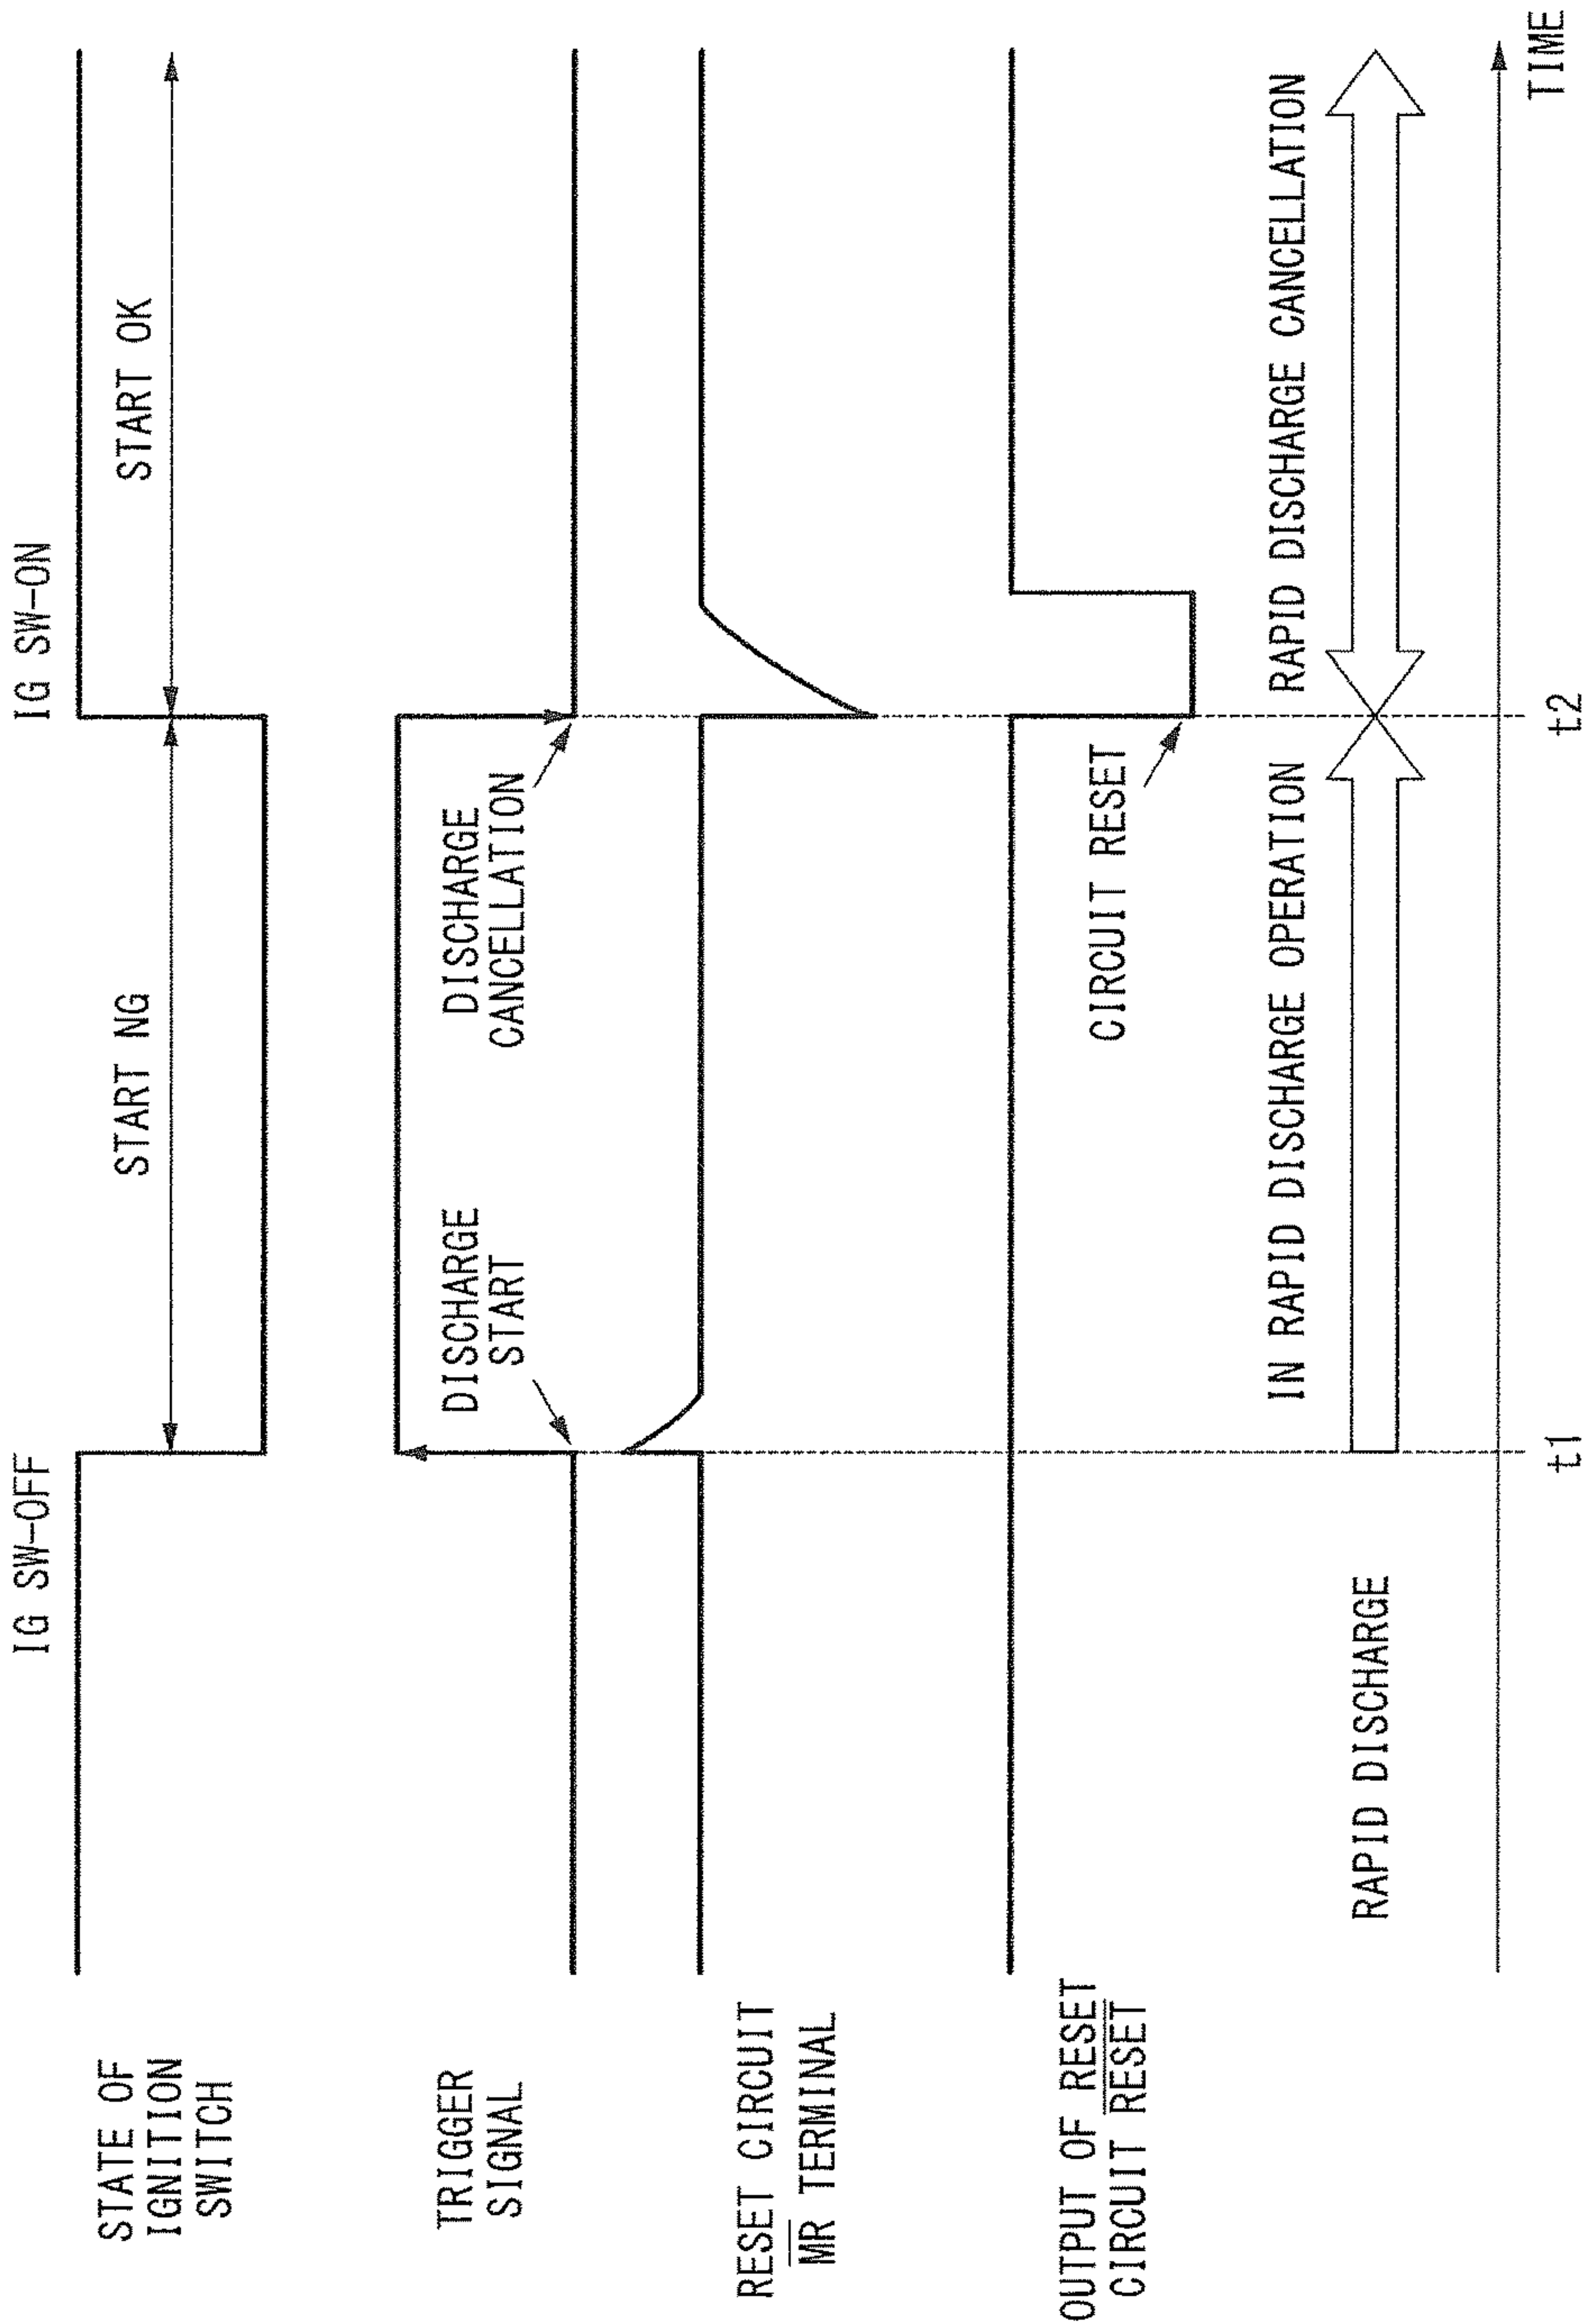 IG SW-OFF
IG SW-ON
STATE OF
IGNITION
SWITCH
START NG
START OK
TRIGGER
SIGNAL
DISCHARGE
START
DISCHARGE
CANCELLATION
RESET CIRCUIT
M̅R̅ TERMINAL
OUTPUT OF RESET
CIRCUIT R̅E̅S̅E̅T̅
CIRCUIT RESET
RAPID DISCHARGE
IN RAPID DISCHARGE OPERATION
RAPID DISCHARGE CANCELLATION
t1
t2
TIME